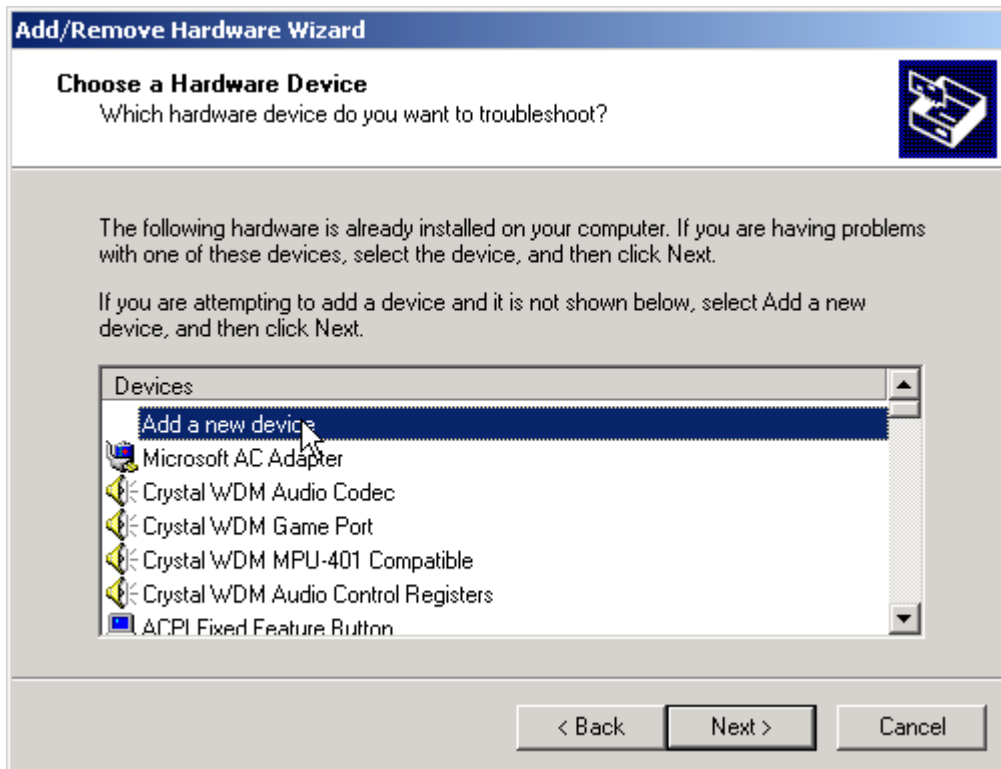 Add/Remove Hardware Wizard
Choose a Hardware Device
Which hardware device do you want to troubleshoot?
The following hardware is already installed on your computer. If you are having problems
with one of these devices, select the device, and then click Next.
If you are attempting to add a device and it is not shown below, select Add a new
device, and then click Next.
Devices
Add a new device
Microsoft AC Adapter
Crystal WDM Audio Codec
Crystal WDM Game Port
Crystal WDM MPU-401 Compatible
Crystal WDM Audio Control Registers
ACPI Fixed Feature Button
< Back
Next >
Cancel